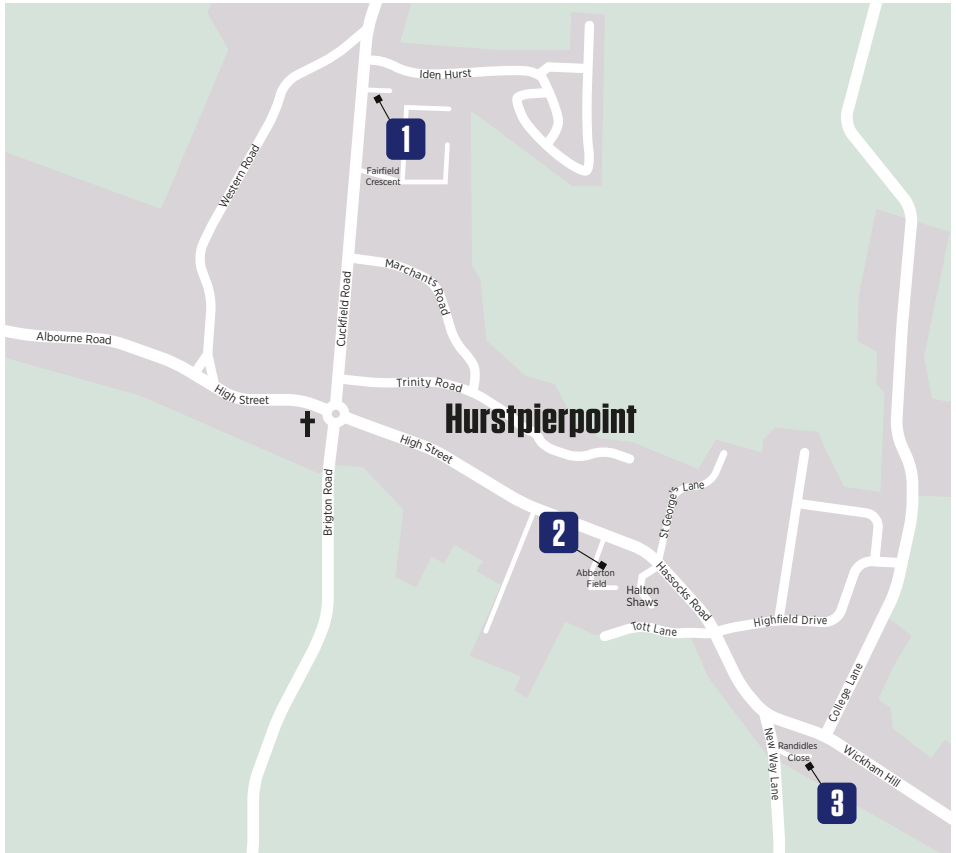 Iden Hurst
1
Western Road
Fairfield
Crescent
Marchants Road
Cuckfield Road
Albourne Road
High Street
Trinity Road
Hurstpierpoint
High Street
Brigton Road
St George's Lane
2
Abberton
Field
Halton
Shaws
Hassocks Road
Tott Lane
Highfield Drive
College Lane
New Way Lane
Randidles
Close
Wickham Hill
3